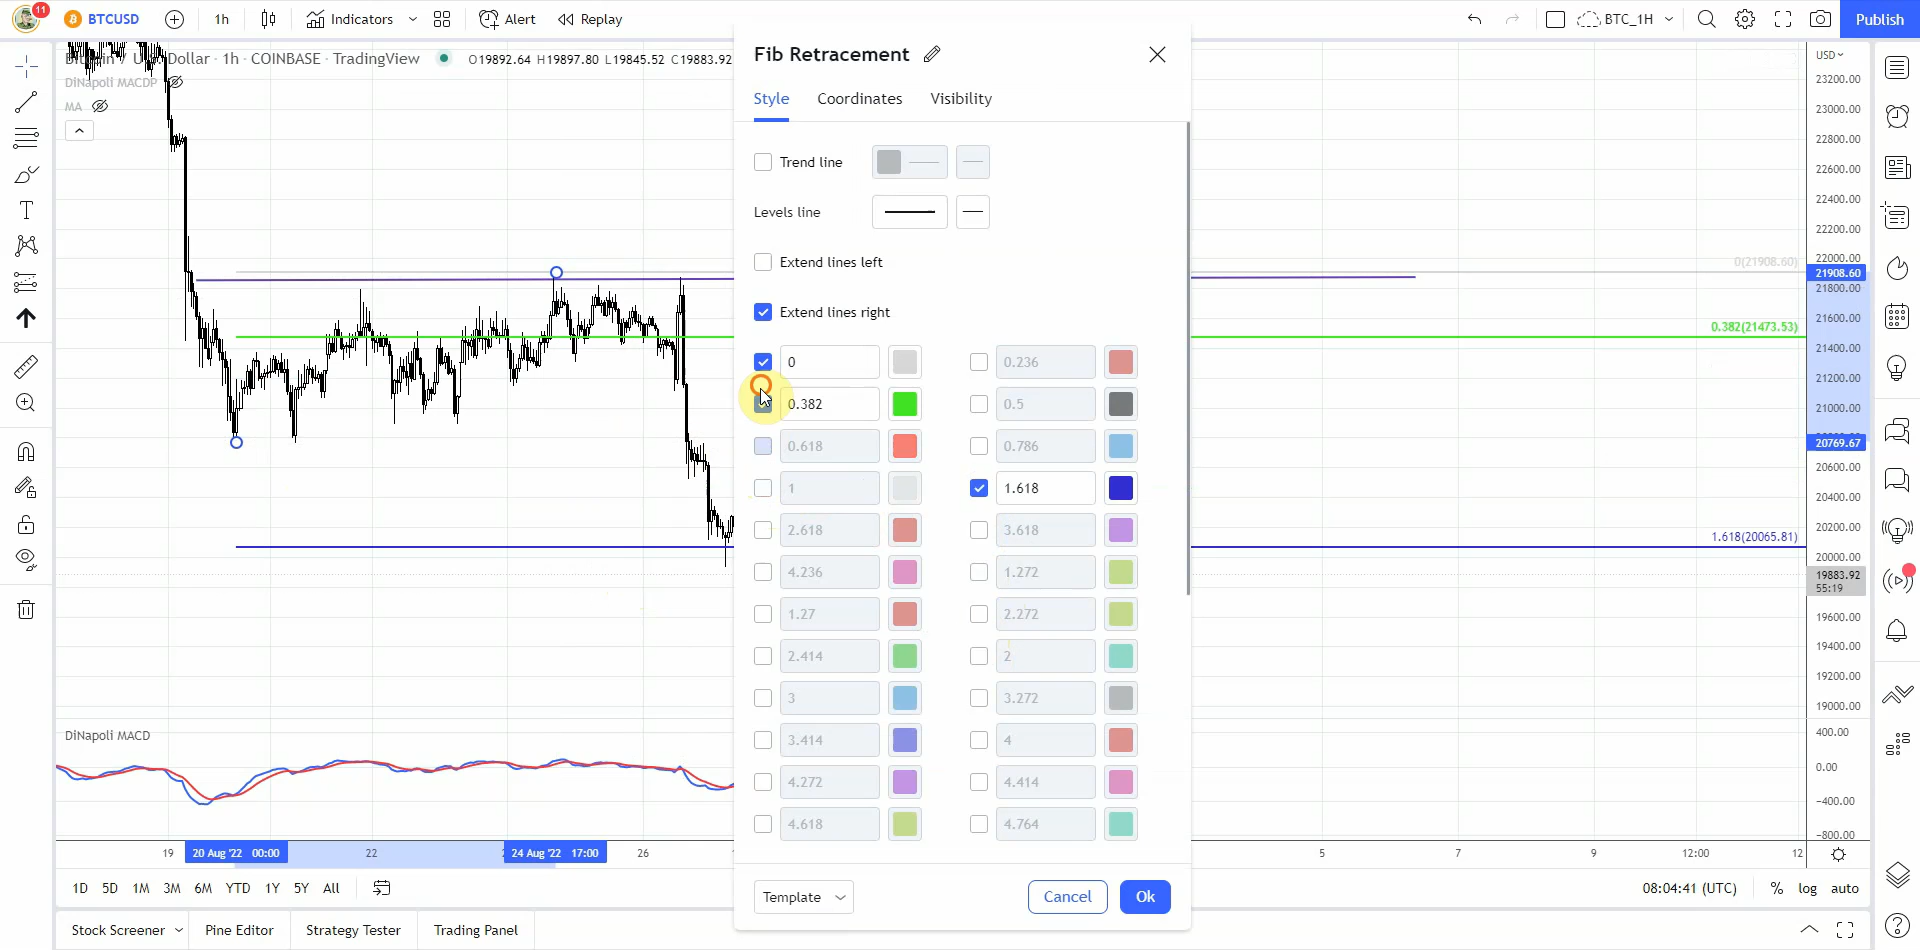 11
BTCUSD
1h
Indicators
Alert
Replay
BTC_1H
Publish
Bitcoin / U.S. Dollar · 1h · COINBASE · TradingView
O19892.64 H19897.80 L19845.52 C19883.92
DiNapoli MACDP
MA
Fib Retracement
Style
Coordinates
Visibility
Trend line
Levels line
Extend lines left
Extend lines right
0
0.236
0.382
0.5
0.618
0.786
1
1.618
2.618
3.618
4.236
1.272
1.27
2.272
2.414
2
3
3.272
3.414
4
4.272
4.414
4.618
4.764
Template
Cancel
Ok
0(21908.60)
0.382(21473.53)
1.618(20065.81)
USD
23200.00
23000.00
22800.00
22600.00
22400.00
22200.00
22000.00
21908.60
21800.00
21600.00
21400.00
21200.00
21000.00
20769.67
20600.00
20400.00
20200.00
20000.00
19883.92
55:19
19600.00
19400.00
19200.00
19000.00
DiNapoli MACD
400.00
0.00
−400.00
−800.00
19
20 Aug '22 00:00
22
24 Aug '22 17:00
26
5
7
9
12:00
12
1D
5D
1M
3M
6M
YTD
1Y
5Y
All
08:04:41 (UTC)
%
log
auto
Stock Screener
Pine Editor
Strategy Tester
Trading Panel